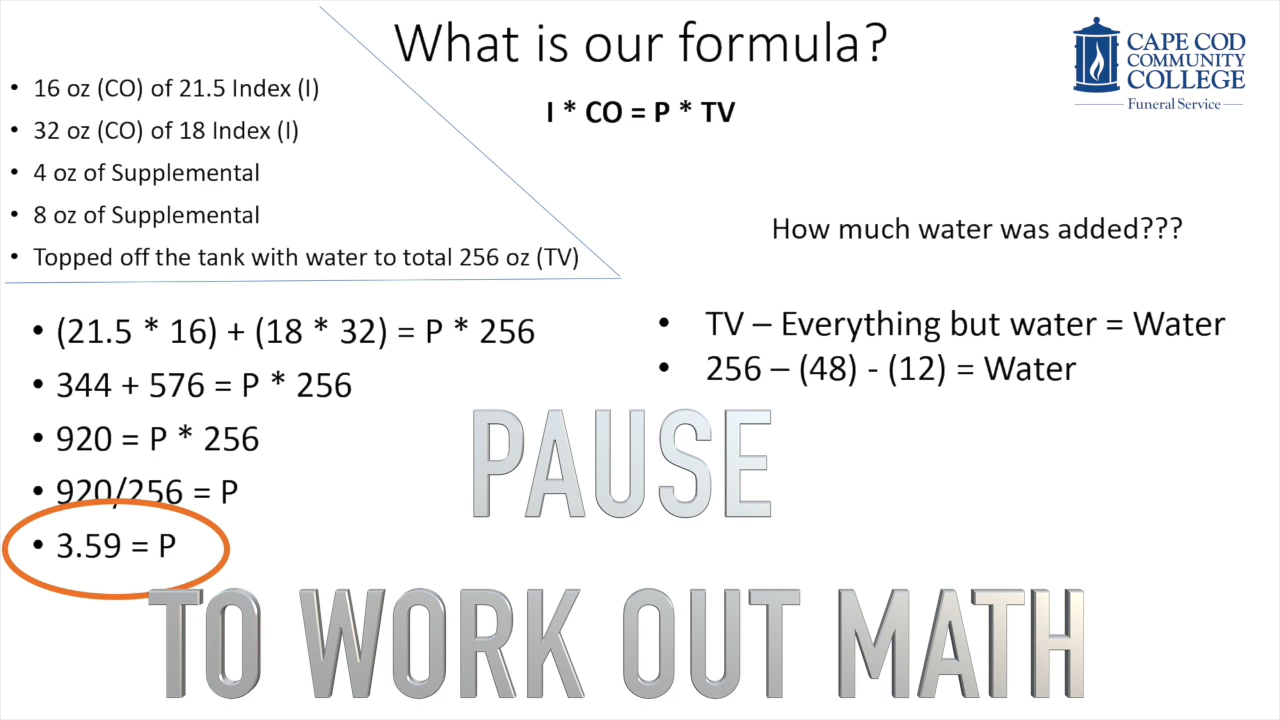 What is our formula?
CAPE COD
COMMUNITY
COLLEGE
Funeral Service
I * CO = P * TV
• 16 oz (CO) of 21.5 Index (I)
• 32 oz (CO) of 18 Index (I)
• 4 oz of Supplemental
• 8 oz of Supplemental
• Topped off the tank with water to total 256 oz (TV)
How much water was added???
• (21.5 * 16) + (18 * 32) = P * 256
• 344 + 576 = P * 256
• 920 = P * 256
• 920/256 = P
• 3.59 = P
• TV – Everything but water = Water
• 256 – (48) - (12) = Water
PAUSE
TO WORK OUT MATH